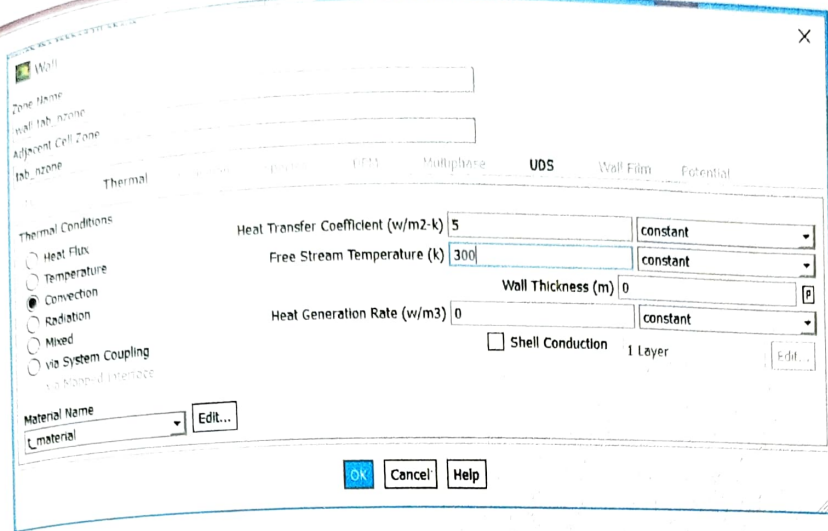 Wall
Zone Name
wall_tab_nzone
Adjacent Cell Zone
tab_nzone
Thermal Multiphase UDS Wall Film Potential
Thermal Conditions
Heat Flux
Temperature
Convection
Radiation
Mixed
via System Coupling
via Mapped Interface
Heat Transfer Coefficient (w/m2-k) 5 constant
Free Stream Temperature (k) 300 constant
Wall Thickness (m) 0 P
Heat Generation Rate (w/m3) 0 constant
Shell Conduction 1 Layer Edit...
Material Name
t_material Edit...
OK Cancel Help